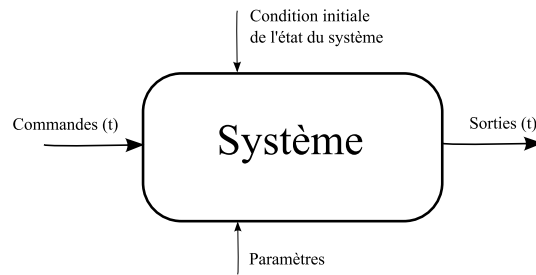 Condition initiale
de l'état du système
Commandes (t)
Système
Sorties (t)
Paramètres